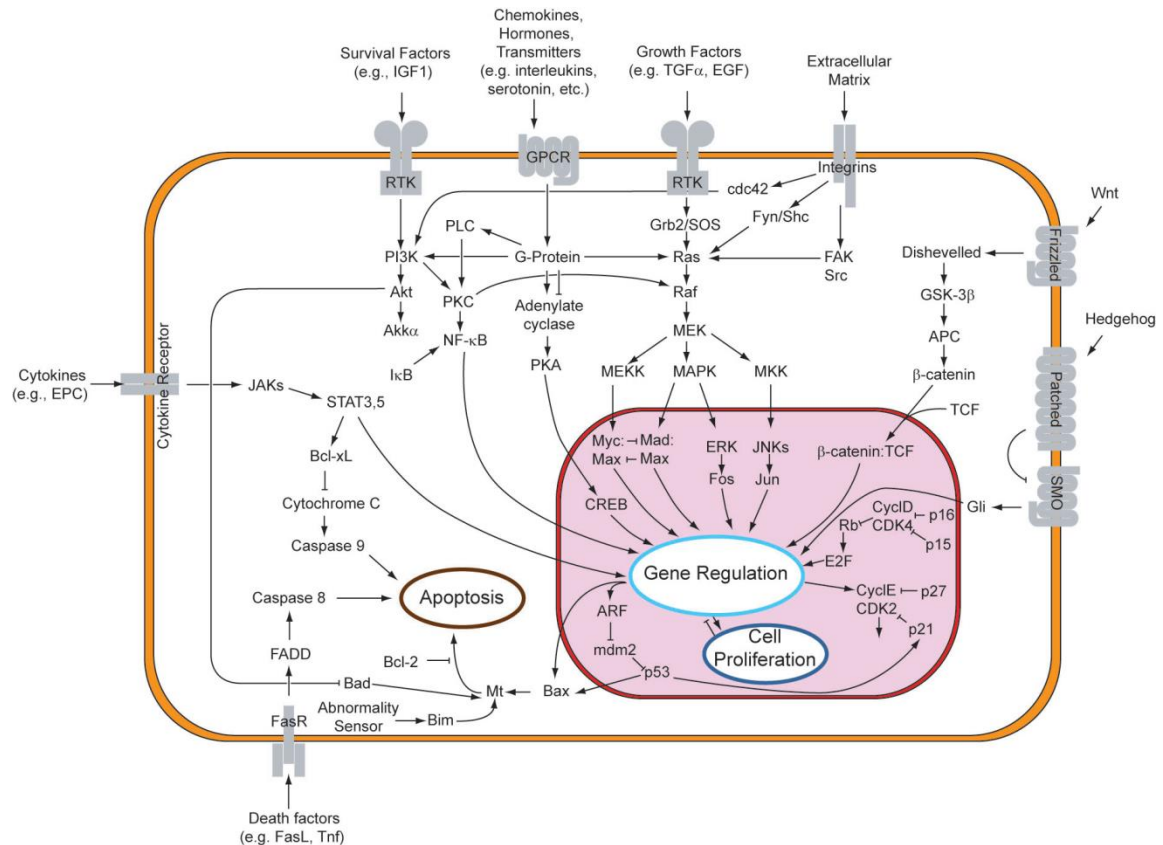 Chemokines,
Hormones,
Transmitters
(e.g. interleukins,
serotonin, etc.)
Survival Factors
(e.g., IGF1)
Growth Factors
(e.g. TGFα, EGF)
Extracellular
Matrix
GPCR
RTK
RTK
Integrins
cdc42
Wnt
Frizzled
PLC
Grb2/SOS
Fyn/Shc
Dishevelled
PI3K
G-Protein
Ras
FAK
Src
Akt
PKC
Adenylate
cyclase
Raf
GSK-3β
Akkα
NF-κB
MEK
APC
Hedgehog
IκB
PKA
MEKK
MAPK
MKK
β-catenin
Patched
Cytokines
(e.g., EPC)
Cytokine Receptor
JAKs
STAT3,5
TCF
Myc:
Max
Mad:
Max
ERK
JNKs
β-catenin:TCF
Bcl-xL
Fos
Jun
SMO
Cytochrome C
CREB
Gli
CyclD
CDK4
p16
p15
Rb
Caspase 9
E2F
Gene Regulation
Apoptosis
Caspase 8
CyclE
CDK2
p27
p21
ARF
Cell
Proliferation
FADD
mdm2
Bcl-2
p53
Bad
Mt
Bax
Abnormality
Sensor
Bim
FasR
Death factors
(e.g. FasL, Tnf)